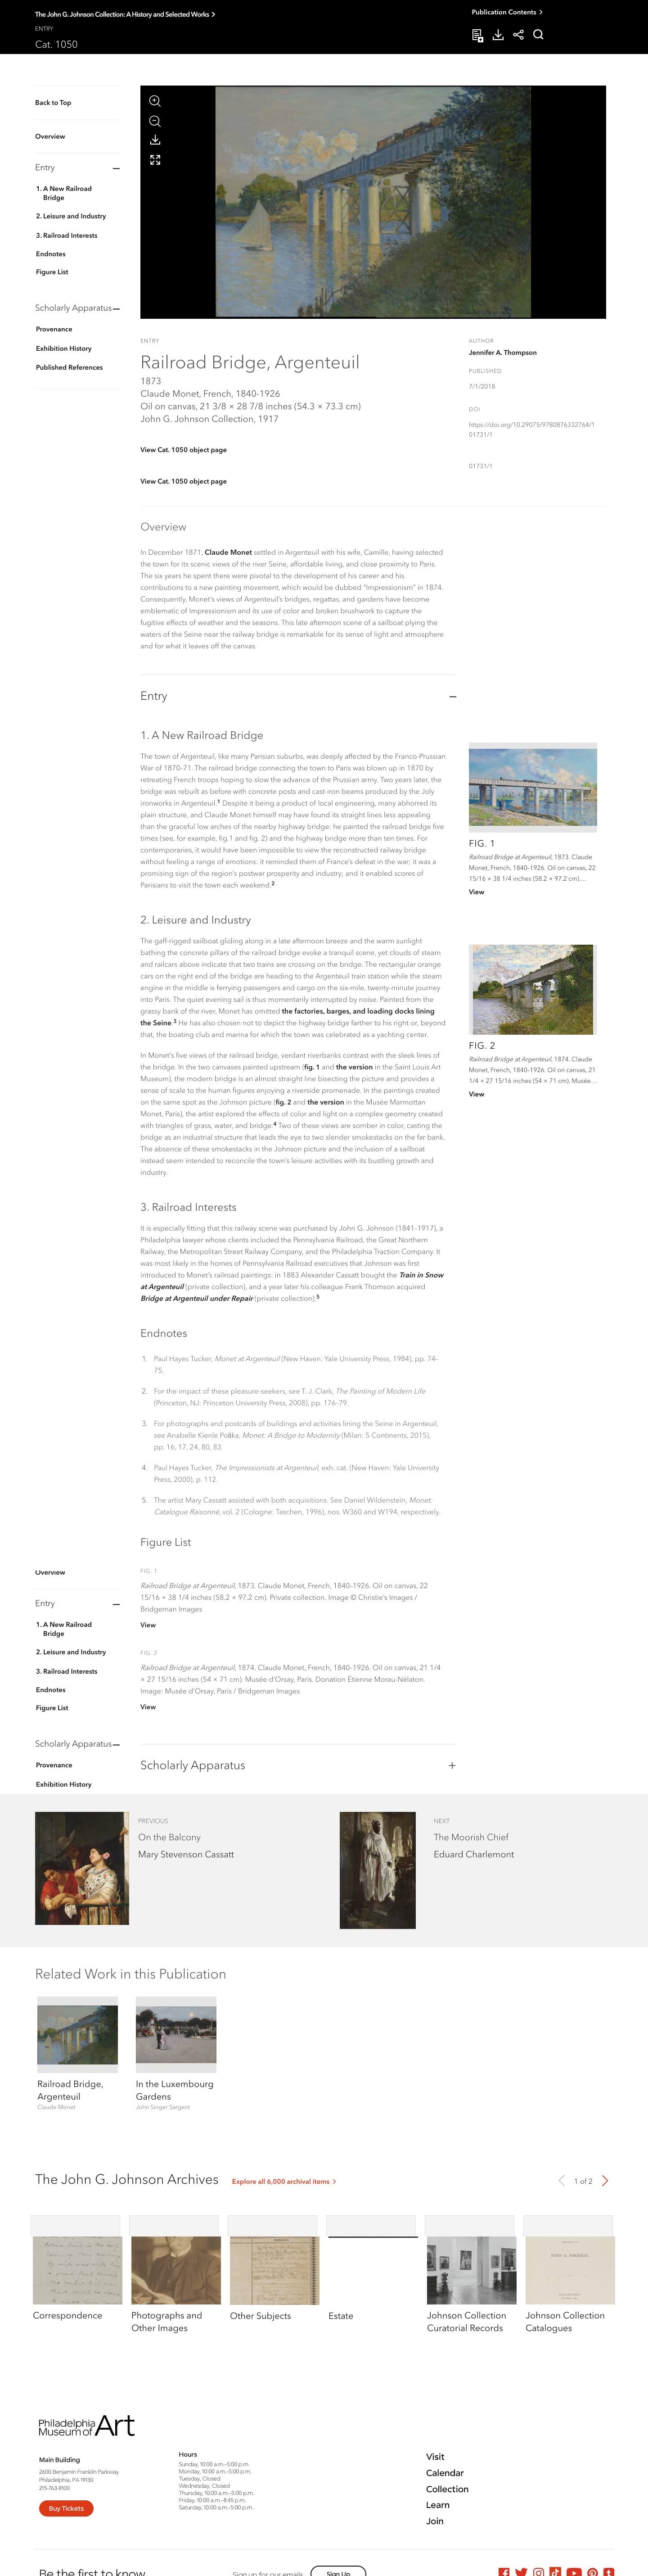 The John G. Johnson Collection: A History and Selected Works
ENTRY
Cat. 1050
Publication Contents
Back to Top
Overview
Entry
1. A New Railroad
Bridge
2. Leisure and Industry
3. Railroad Interests
Endnotes
Figure List
Scholarly Apparatus
Provenance
Exhibition History
Published References
ENTRY
Railroad Bridge, Argenteuil
1873
Claude Monet, French, 1840-1926
Oil on canvas, 21 3/8 × 28 7/8 inches (54.3 × 73.3 cm)
John G. Johnson Collection, 1917
View Cat. 1050 object page
View Cat. 1050 object page
AUTHOR
Jennifer A. Thompson
PUBLISHED
7/1/2018
DOI
https://doi.org/10.29075/9780876332764/1
01731/1
01731/1
Overview
In December 1871, Claude Monet settled in Argenteuil with his wife, Camille, having selected
the town for its scenic views of the river Seine, affordable living, and close proximity to Paris.
The six years he spent there were pivotal to the development of his career and his
contributions to a new painting movement, which would be dubbed "Impressionism" in 1874.
Consequently, Monet's views of Argenteuil's bridges, regattas, and gardens have become
emblematic of Impressionism and its use of color and broken brushwork to capture the
fugitive effects of weather and the seasons. This late afternoon scene of a sailboat plying the
waters of the Seine near the railway bridge is remarkable for its sense of light and atmosphere
and for what it leaves off the canvas.
Entry
1. A New Railroad Bridge
The town of Argenteuil, like many Parisian suburbs, was deeply affected by the Franco-Prussian
War of 1870–71. The railroad bridge connecting the town to Paris was blown up in 1870 by
retreating French troops hoping to slow the advance of the Prussian army. Two years later, the
bridge was rebuilt as before with concrete posts and cast-iron beams produced by the Joly
ironworks in Argenteuil.1 Despite it being a product of local engineering, many abhorred its
plain structure, and Claude Monet himself may have found its straight lines less appealing
than the graceful low arches of the nearby highway bridge: he painted the railroad bridge five
times (see, for example, fig.1 and fig. 2) and the highway bridge more than ten times. For
contemporaries, it would have been impossible to view the reconstructed railway bridge
without feeling a range of emotions: it reminded them of France's defeat in the war; it was a
promising sign of the region's postwar prosperity and industry; and it enabled scores of
Parisians to visit the town each weekend.2
FIG. 1
Railroad Bridge at Argenteuil, 1873. Claude
Monet, French, 1840–1926. Oil on canvas, 22
15/16 × 38 1/4 inches (58.2 × 97.2 cm)....
View
2. Leisure and Industry
The gaff-rigged sailboat gliding along in a late afternoon breeze and the warm sunlight
bathing the concrete pillars of the railroad bridge evoke a tranquil scene, yet clouds of steam
and railcars above indicate that two trains are crossing on the bridge. The rectangular orange
cars on the right end of the bridge are heading to the Argenteuil train station while the steam
engine in the middle is ferrying passengers and cargo on the six-mile, twenty-minute journey
into Paris. The quiet evening sail is thus momentarily interrupted by noise. Painted from the
grassy bank above the river, Monet has omitted the factories, barges, and loading docks lining
the Seine.3 He has also chosen not to depict the highway bridge farther to his right or, beyond
that, the boating club and marina for which the town was celebrated as a yachting center.
In Monet's five views of the railroad bridge, verdant riverbanks contrast with the sleek lines of
the bridge. In the two canvases painted upstream (fig. 1 and the version in the Saint Louis Art
Museum), the modern bridge is an almost straight line bisecting the picture and provides a
sense of scale to the human figures enjoying a riverside promenade. In the paintings executed
on the same spot as the Johnson picture (fig. 2 and the version in the Musée Marmottan
Monet, Paris), the artist explored the effects of color and light on a complex geometry created
with triangles of grass, water, and bridge.4 Two of these views are somber in color, casting the
bridge as an industrial structure that leads the eye to two slender smokestacks on the far bank.
The absence of these smokestacks in the Johnson picture and the inclusion of a sailboat
instead seem intended to reconcile the town's leisure activities with its bustling growth and
industry.
FIG. 2
Railroad Bridge at Argenteuil, 1874. Claude
Monet, French, 1840–1926. Oil on canvas, 21
1/4 × 27 15/16 inches (54 × 71 cm). Musée...
View
3. Railroad Interests
It is especially fitting that this railway scene was purchased by John G. Johnson (1841–1917), a
Philadelphia lawyer whose clients included the Pennsylvania Railroad, the Great Northern
Railway, the Metropolitan Street Railway Company, and the Philadelphia Traction Company. It
was most likely in the homes of Pennsylvania Railroad executives that Johnson was first
introduced to Monet's railroad paintings: in 1883 Alexander Cassatt bought the Train in Snow
at Argenteuil (private collection), and a year later his colleague Frank Thomson acquired
Bridge at Argenteuil under Repair (private collection).5
Endnotes
1. Paul Hayes Tucker, Monet at Argenteuil (New Haven: Yale University Press, 1984), pp. 74–
75.
2. For the impact of these pleasure-seekers, see T. J. Clark, The Painting of Modern Life
(Princeton, NJ: Princeton University Press, 2008), pp. 176–79.
3. For photographs and postcards of buildings and activities lining the Seine in Argenteuil,
see Anabelle Kienle Poňka, Monet: A Bridge to Modernity (Milan: 5 Continents, 2015),
pp. 16, 17, 24, 80, 83.
4. Paul Hayes Tucker, The Impressionists at Argenteuil, exh. cat. (New Haven: Yale University
Press, 2000), p. 112.
5. The artist Mary Cassatt assisted with both acquisitions. See Daniel Wildenstein, Monet:
Catalogue Raisonné, vol. 2 (Cologne: Taschen, 1996), nos. W360 and W194, respectively.
Figure List
FIG. 1
Railroad Bridge at Argenteuil, 1873. Claude Monet, French, 1840–1926. Oil on canvas, 22
15/16 × 38 1/4 inches (58.2 × 97.2 cm). Private collection. Image © Christie's Images /
Bridgeman Images
View
FIG. 2
Railroad Bridge at Argenteuil, 1874. Claude Monet, French, 1840–1926. Oil on canvas, 21 1/4
× 27 15/16 inches (54 × 71 cm). Musée d'Orsay, Paris. Donation Étienne Morau-Nélaton.
Image: Musée d'Orsay, Paris / Bridgeman Images
View
Overview
Entry
1. A New Railroad
Bridge
2. Leisure and Industry
3. Railroad Interests
Endnotes
Figure List
Scholarly Apparatus
Provenance
Exhibition History
Scholarly Apparatus
PREVIOUS
On the Balcony
Mary Stevenson Cassatt
NEXT
The Moorish Chief
Eduard Charlemont
Related Work in this Publication
Railroad Bridge,
Argenteuil
Claude Monet
In the Luxembourg
Gardens
John Singer Sargent
The John G. Johnson Archives
Explore all 6,000 archival items
1 of 2
Correspondence
Photographs and
Other Images
Other Subjects
Estate
Johnson Collection
Curatorial Records
Johnson Collection
Catalogues
Philadelphia
Museum of Art
Main Building
2600 Benjamin Franklin Parkway
Philadelphia, PA 19130
215-763-8100
Buy Tickets
Hours
Sunday, 10:00 a.m.–5:00 p.m.
Monday, 10:00 a.m.–5:00 p.m.
Tuesday, Closed
Wednesday, Closed
Thursday, 10:00 a.m.–5:00 p.m.
Friday, 10:00 a.m.–8:45 p.m.
Saturday, 10:00 a.m.–5:00 p.m.
Visit
Calendar
Collection
Learn
Join
Be the first to know
Sign up for our emails
Sign Up